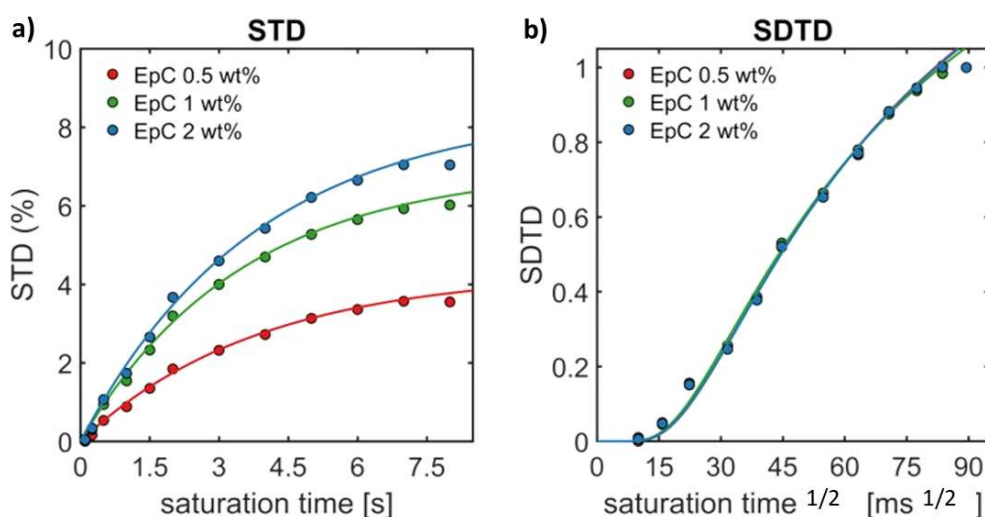 a)
STD
10
8
6
4
2
0
STD (%)
EpC 0.5 wt%
EpC 1 wt%
EpC 2 wt%
0 1.5 3 4.5 6 7.5
saturation time [s]
b)
SDTD
1
0.8
0.6
0.4
0.2
0
SDTD
EpC 0.5 wt%
EpC 1 wt%
EpC 2 wt%
0 15 30 45 60 75 90
saturation time 1/2 [ms 1/2]